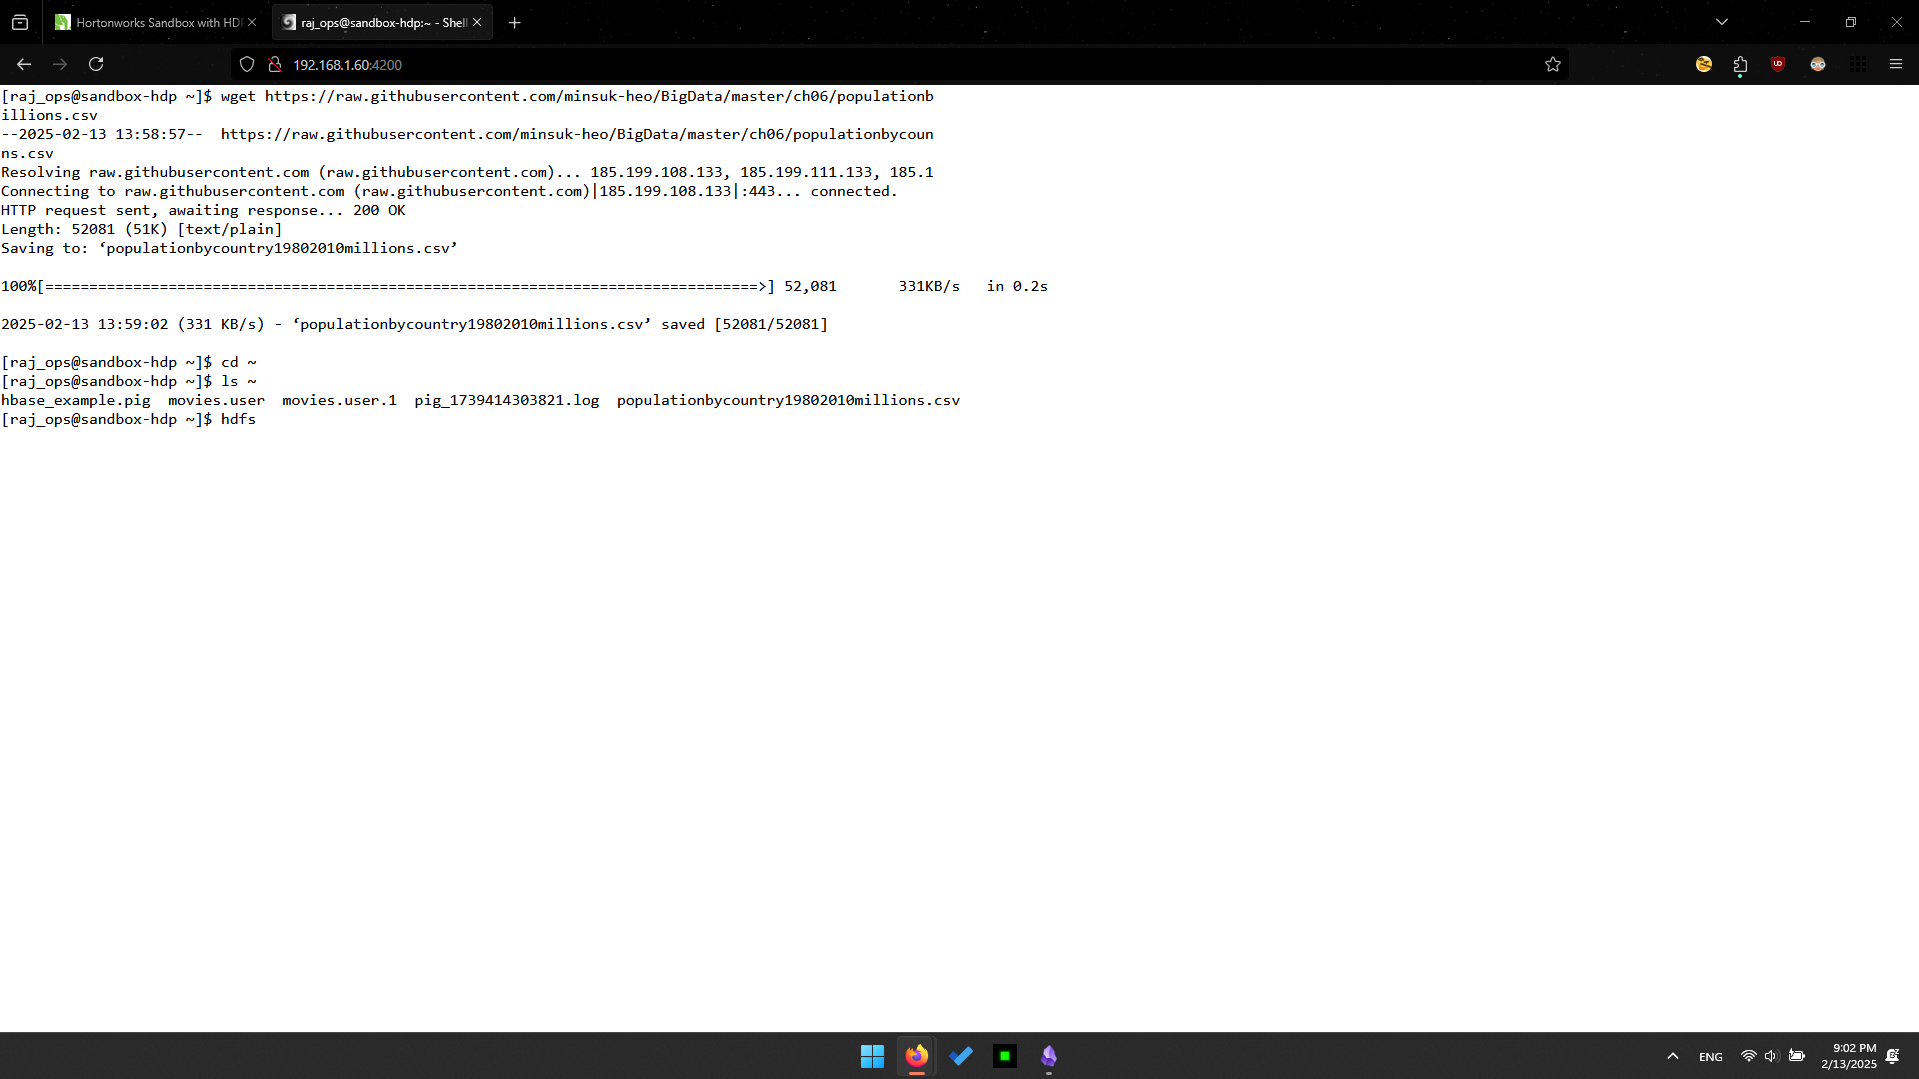 Hortonworks Sandbox with HD
raj_ops@sandbox-hdp:~ - Shell
192.168.1.60:4200
[raj_ops@sandbox-hdp ~]$ wget https://raw.githubusercontent.com/minsuk-heo/BigData/master/ch06/populationb
illions.csv
--2025-02-13 13:58:57--  https://raw.githubusercontent.com/minsuk-heo/BigData/master/ch06/populationbycoun
ns.csv
Resolving raw.githubusercontent.com (raw.githubusercontent.com)... 185.199.108.133, 185.199.111.133, 185.1
Connecting to raw.githubusercontent.com (raw.githubusercontent.com)|185.199.108.133|:443... connected.
HTTP request sent, awaiting response... 200 OK
Length: 52081 (51K) [text/plain]
Saving to: ‘populationbycountry19802010millions.csv’
100%[=================================================================================>] 52,081       331KB/s   in 0.2s
2025-02-13 13:59:02 (331 KB/s) - ‘populationbycountry19802010millions.csv’ saved [52081/52081]
[raj_ops@sandbox-hdp ~]$ cd ~
[raj_ops@sandbox-hdp ~]$ ls ~
hbase_example.pig  movies.user  movies.user.1  pig_1739414303821.log  populationbycountry19802010millions.csv
[raj_ops@sandbox-hdp ~]$ hdfs
ENG
9:02 PM
2/13/2025